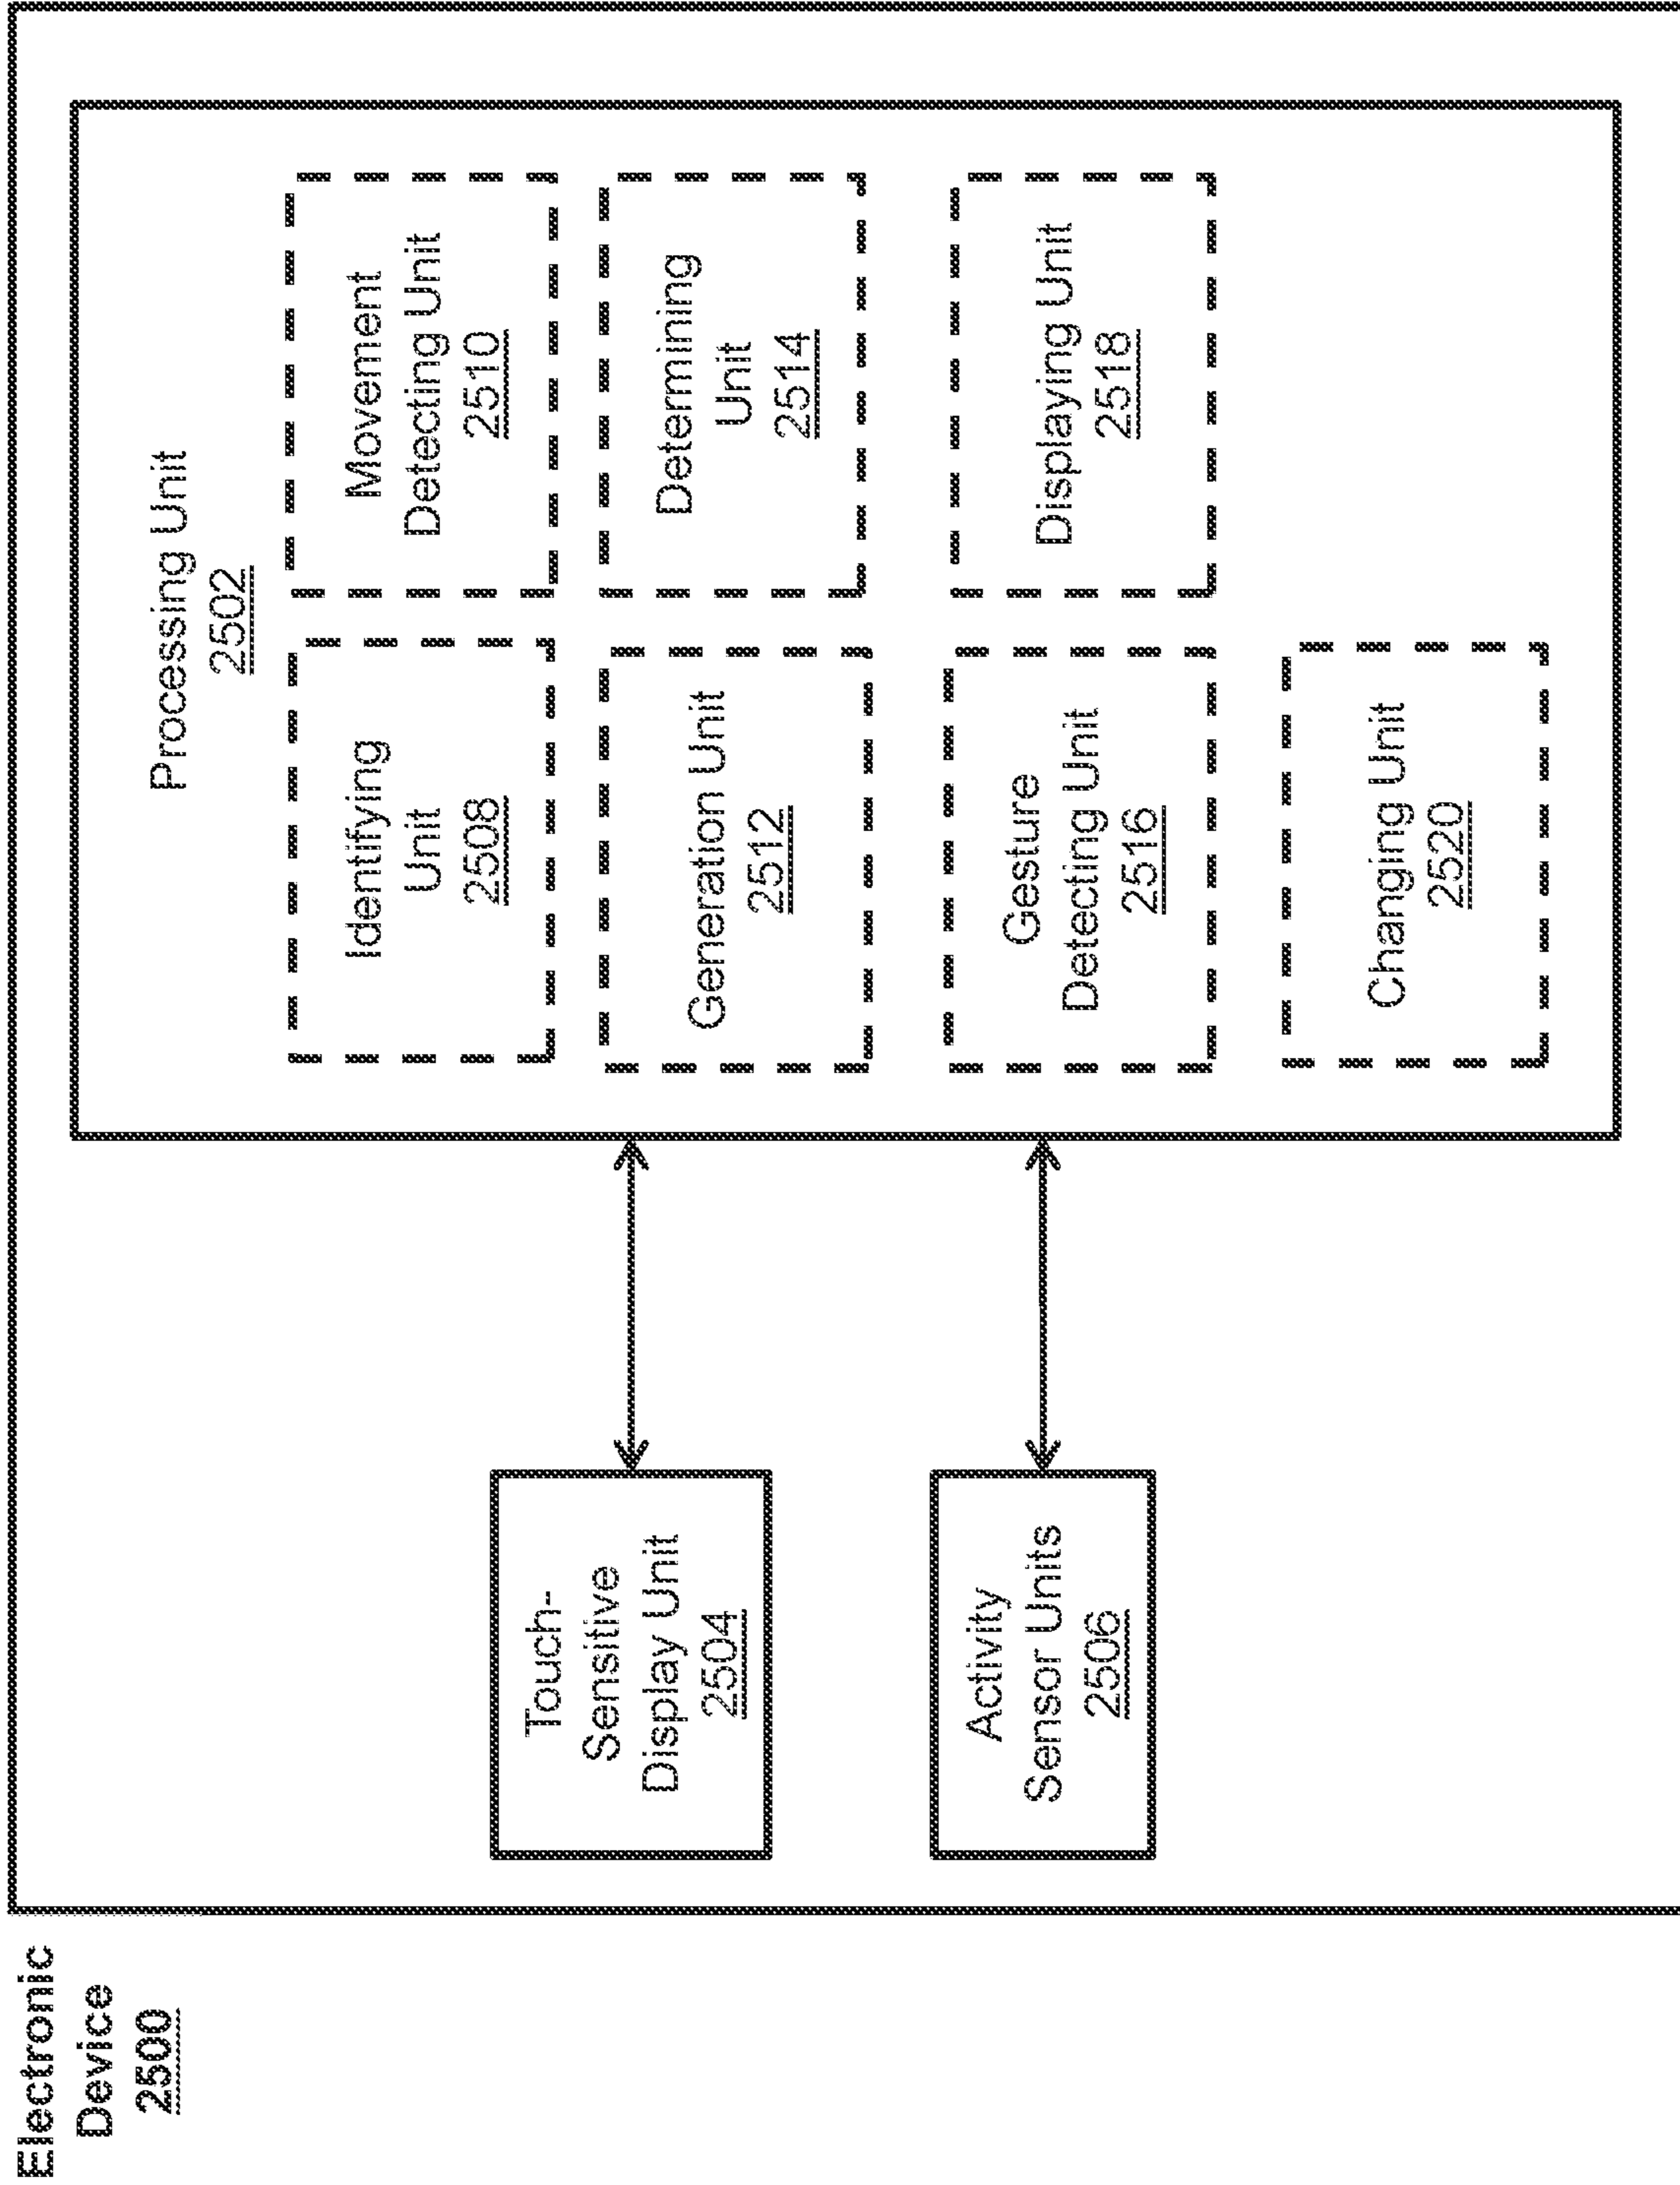 Electronic
Device
2500
Touch-
Sensitive
Display Unit
2504
Activity
Sensor Units
2506
Processing Unit
2502
Identifying
Unit
2508
Movement
Detecting Unit
2510
Generation Unit
2512
Determining
Unit
2514
Gesture
Detecting Unit
2516
Displaying Unit
2518
Changing Unit
2520